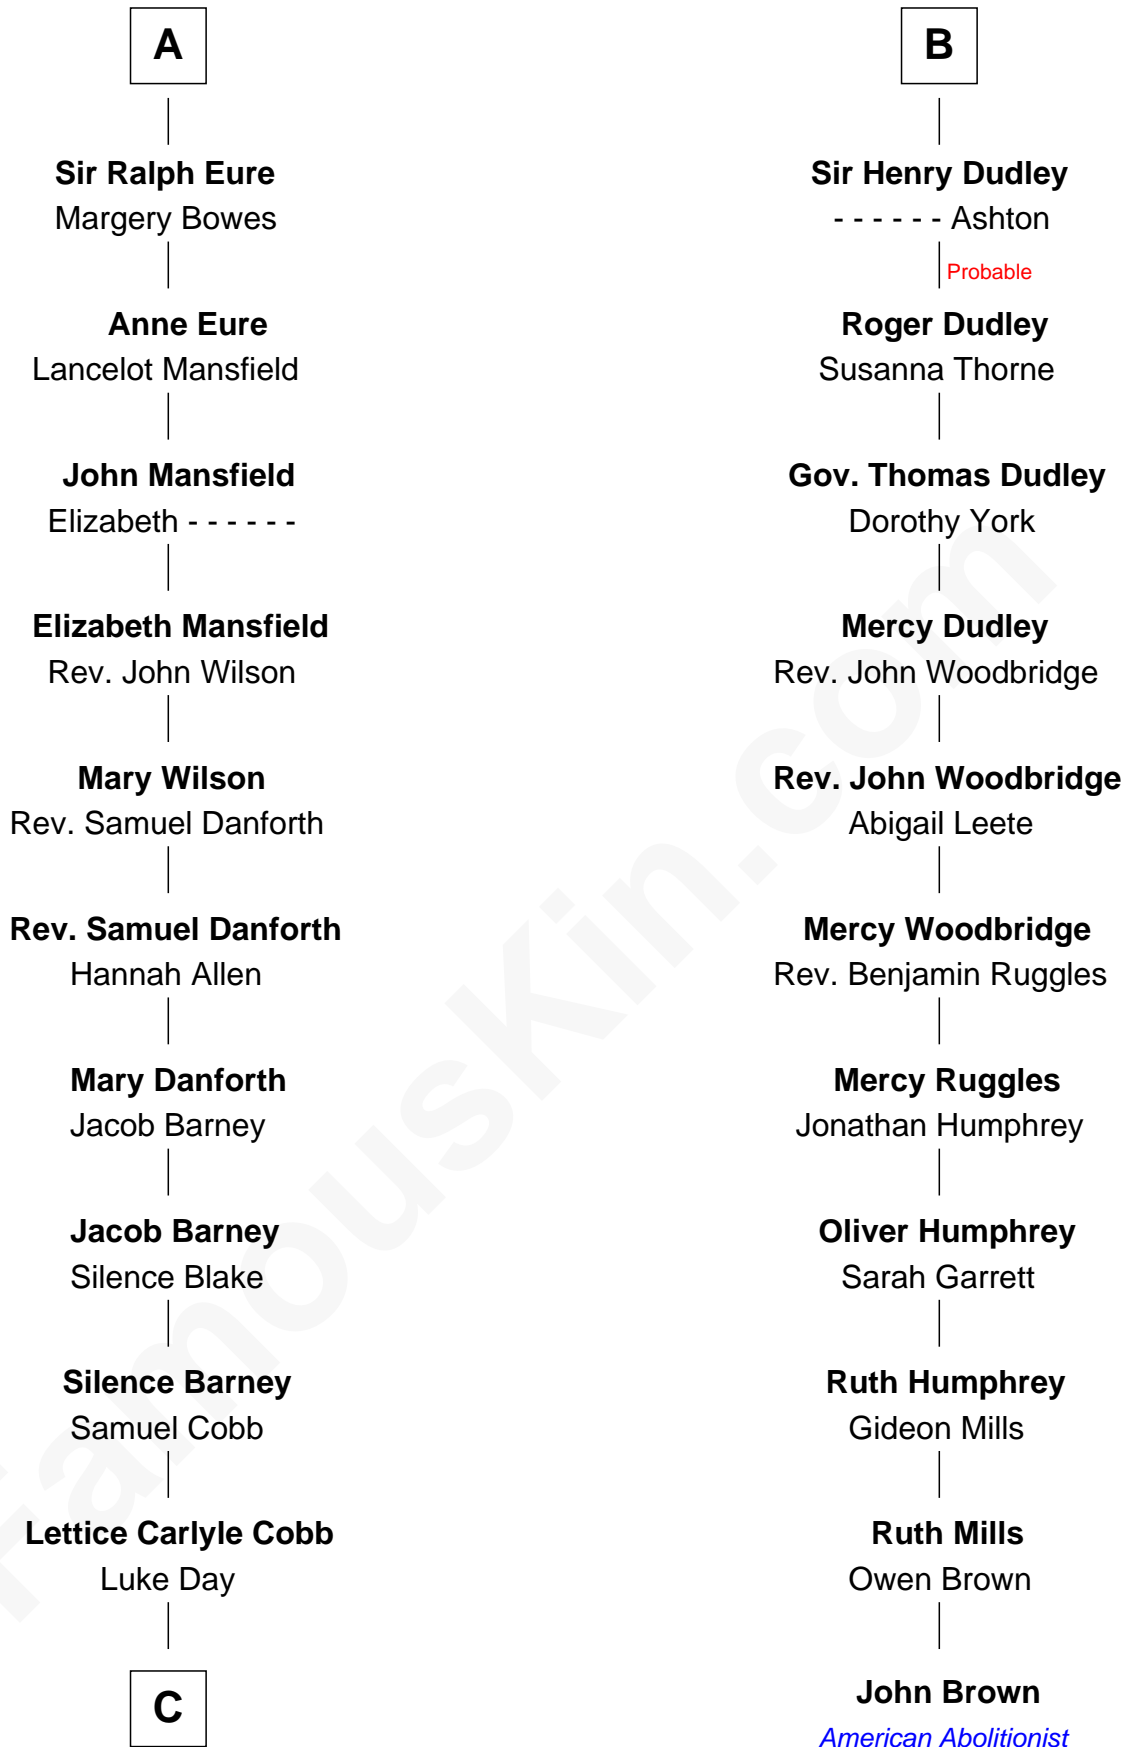 A
Sir Ralph Eure
Margery Bowes
Anne Eure
Lancelot Mansfield
John Mansfield
Elizabeth - - - - - -
Elizabeth Mansfield
Rev. John Wilson
Mary Wilson
Rev. Samuel Danforth
Rev. Samuel Danforth
Hannah Allen
Mary Danforth
Jacob Barney
Jacob Barney
Silence Blake
Silence Barney
Samuel Cobb
Lettice Carlyle Cobb
Luke Day
C
B
Sir Henry Dudley
- - - - - - Ashton
Probable
Roger Dudley
Susanna Thorne
Gov. Thomas Dudley
Dorothy York
Mercy Dudley
Rev. John Woodbridge
Rev. John Woodbridge
Abigail Leete
Mercy Woodbridge
Rev. Benjamin Ruggles
Mercy Ruggles
Jonathan Humphrey
Oliver Humphrey
Sarah Garrett
Ruth Humphrey
Gideon Mills
Ruth Mills
Owen Brown
John Brown
American Abolitionist
FamousKin.com